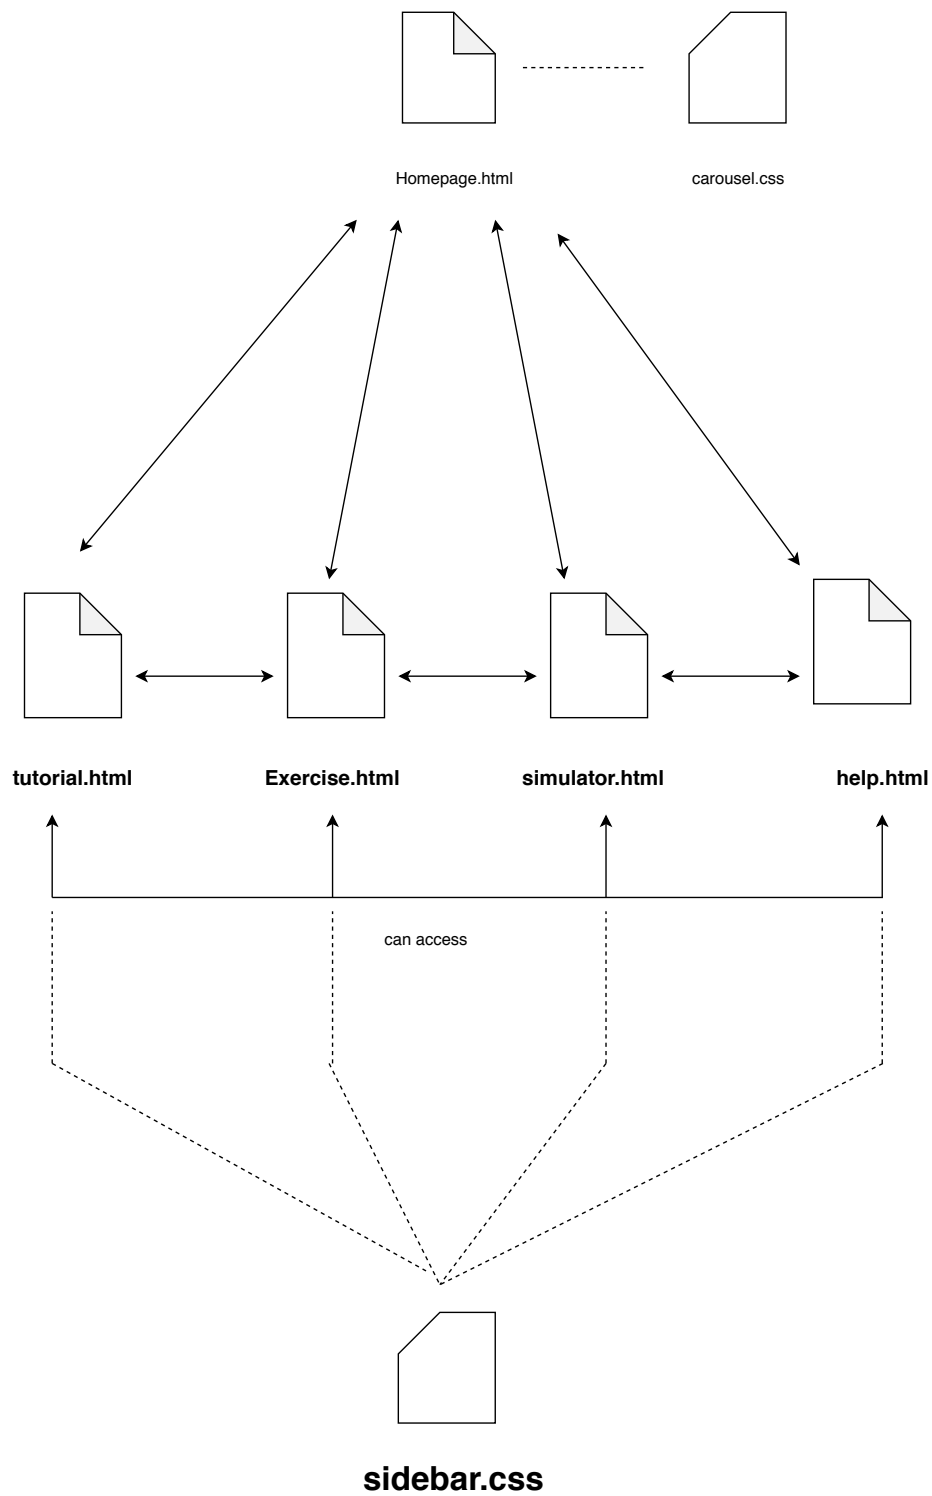 Homepage.html
carousel.css
tutorial.html
Exercise.html
simulator.html
help.html
can access
sidebar.css